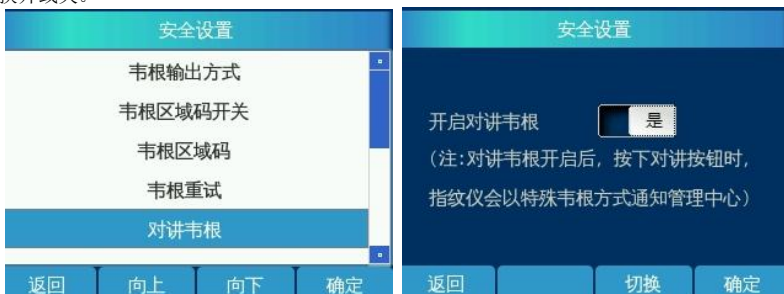 安全设置
韦根输出方式
韦根区域码开关
韦根区域码
韦根重试
对讲韦根
返回 向上 向下 确定
安全设置
开启对讲韦根 是
(注:对讲韦根开启后, 按下对讲按钮时,
指纹仪会以特殊韦根方式通知管理中心)
返回 切换 确定